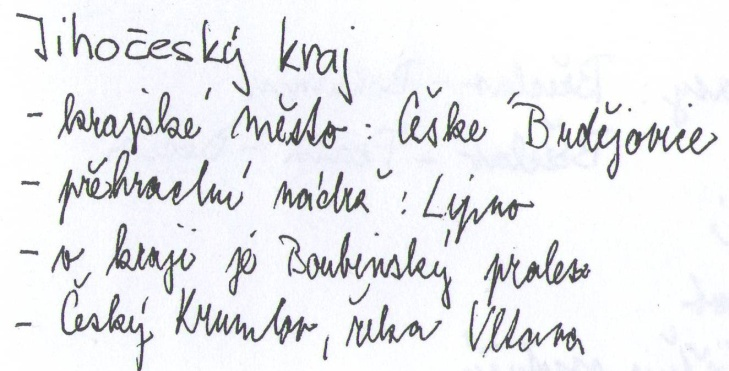 Jihočeský kraj
- krajské město: České Budějovice
- přehradní nádrž: Lipno
- v kraji je Boubínský prales
- Český Krumlov, řeka Vltava